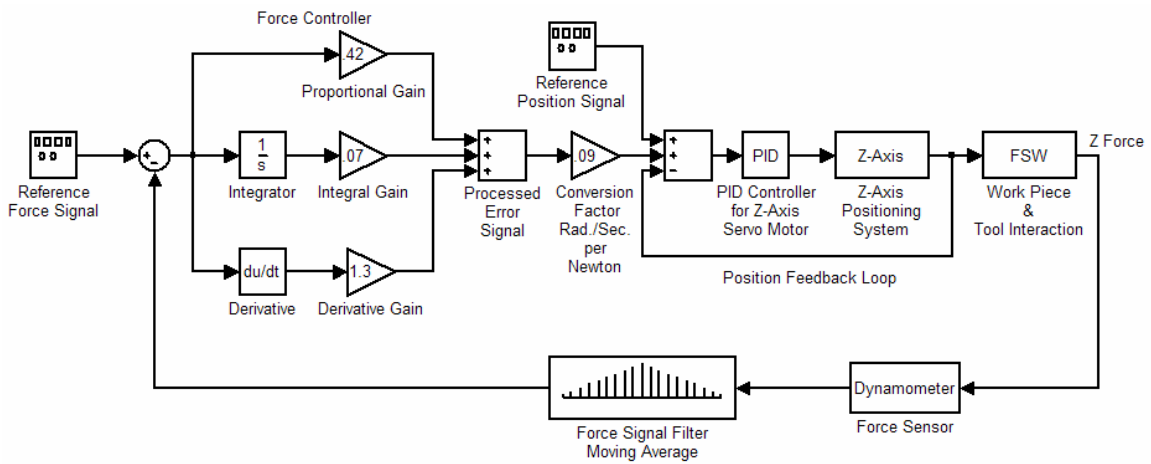 Force Controller
.42
Proportional Gain
Reference
Position Signal
Reference
Force Signal
+
-
1
s
Integrator
.07
Integral Gain
du/dt
Derivative
1.3
Derivative Gain
+
+
+
Processed
Error
Signal
.09
Conversion
Factor
Rad./Sec.
per
Newton
+
+
-
PID
PID Controller
for Z-Axis
Servo Motor
Z-Axis
Z-Axis
Positioning
System
FSW
Work Piece
&
Tool Interaction
Z Force
Position Feedback Loop
Force Signal Filter
Moving Average
Dynamometer
Force Sensor